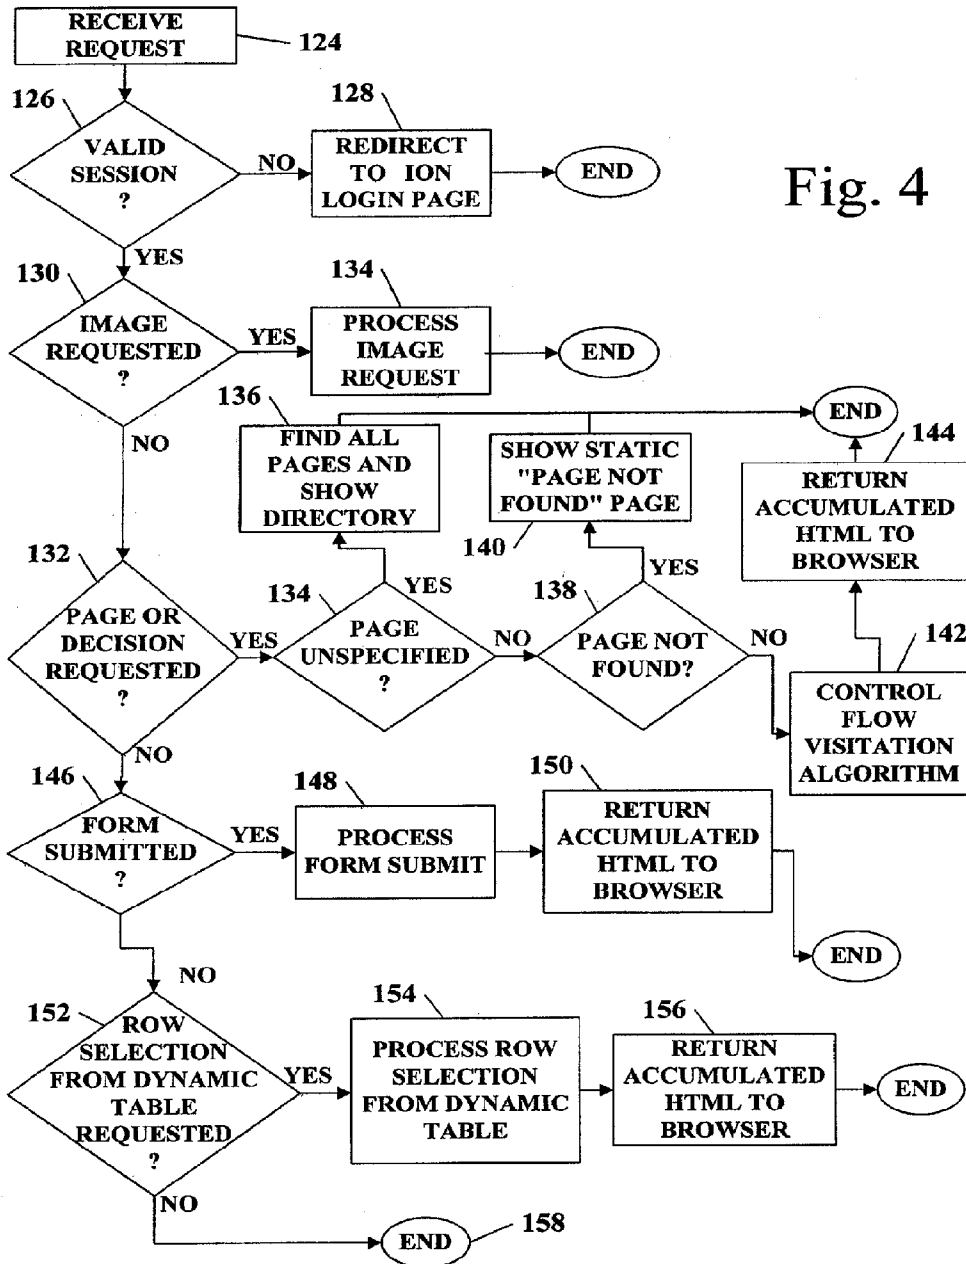 RECEIVE
REQUEST
124
126
VALID
SESSION
?
NO
128
REDIRECT
TO ION
LOGIN PAGE
END
Fig. 4
YES
130
IMAGE
REQUESTED
?
YES
134
PROCESS
IMAGE
REQUEST
END
NO
136
FIND ALL
PAGES AND
SHOW
DIRECTORY
SHOW STATIC
"PAGE NOT
FOUND" PAGE
140
END
144
RETURN
ACCUMULATED
HTML TO
BROWSER
132
PAGE OR
DECISION
REQUESTED
?
YES
134
YES
PAGE
UNSPECIFIED
?
NO
138
YES
PAGE NOT
FOUND?
NO
142
CONTROL
FLOW
VISITATION
ALGORITHM
NO
146
FORM
SUBMITTED
?
YES
148
PROCESS
FORM SUBMIT
150
RETURN
ACCUMULATED
HTML TO
BROWSER
END
NO
152
ROW
SELECTION
FROM DYNAMIC
TABLE
REQUESTED
?
YES
154
PROCESS ROW
SELECTION
FROM DYNAMIC
TABLE
156
RETURN
ACCUMULATED
HTML TO
BROWSER
END
NO
END
158